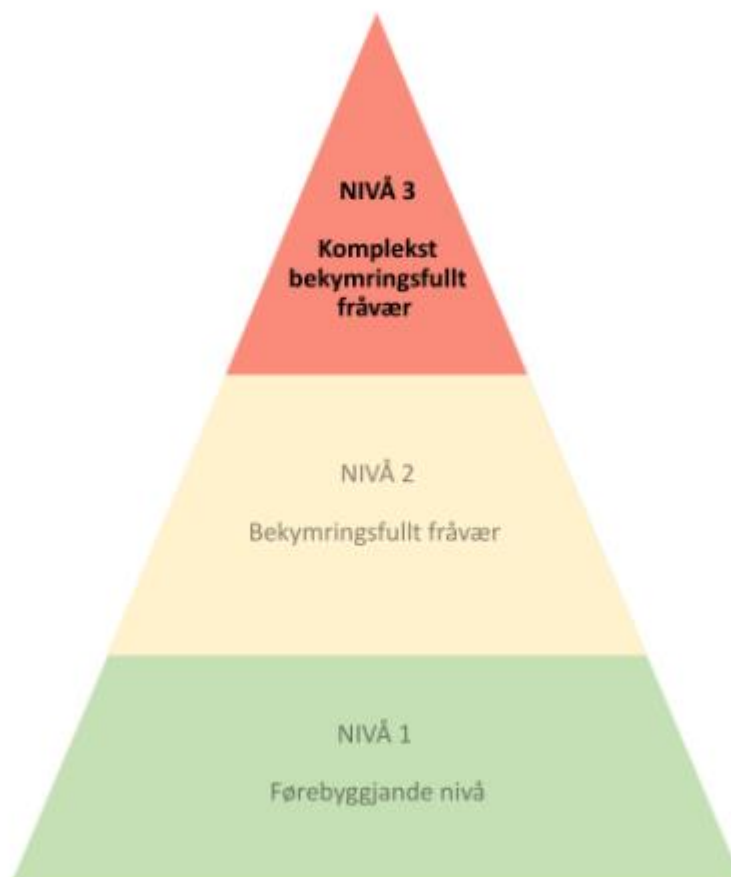 NIVÅ 3
Komplekst
bekymringsfullt
fråvær
NIVÅ 2
Bekymringsfullt fråvær
NIVÅ 1
Førebyggjande nivå